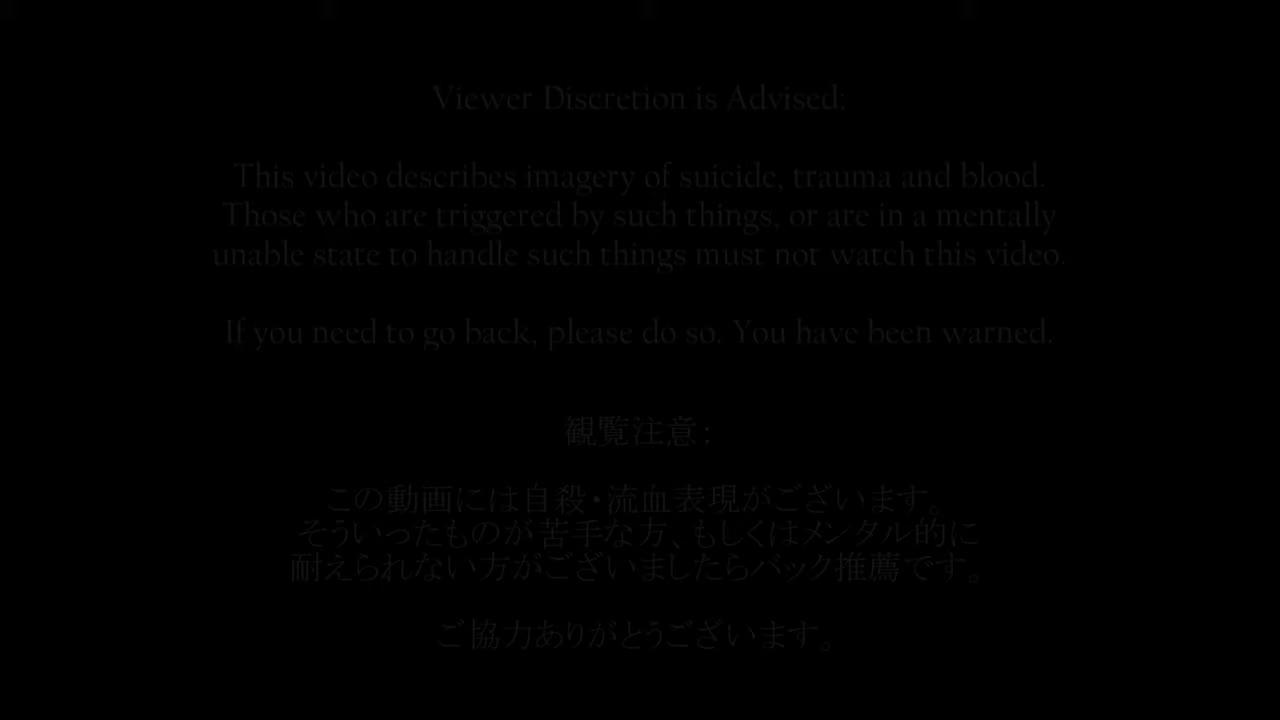 Viewer Discretion is Advised:
This video describes imagery of suicide, trauma and blood.
Those who are triggered by such things, or are in a mentally
unable state to handle such things must not watch this video.
If you need to go back, please do so. You have been warned.
観覧注意：
この動画には自殺・流血表現がございます。
そういったものが苦手な方、もしくはメンタル的に
耐えられない方がございましたらバック推薦です。
ご協力ありがとうございます。